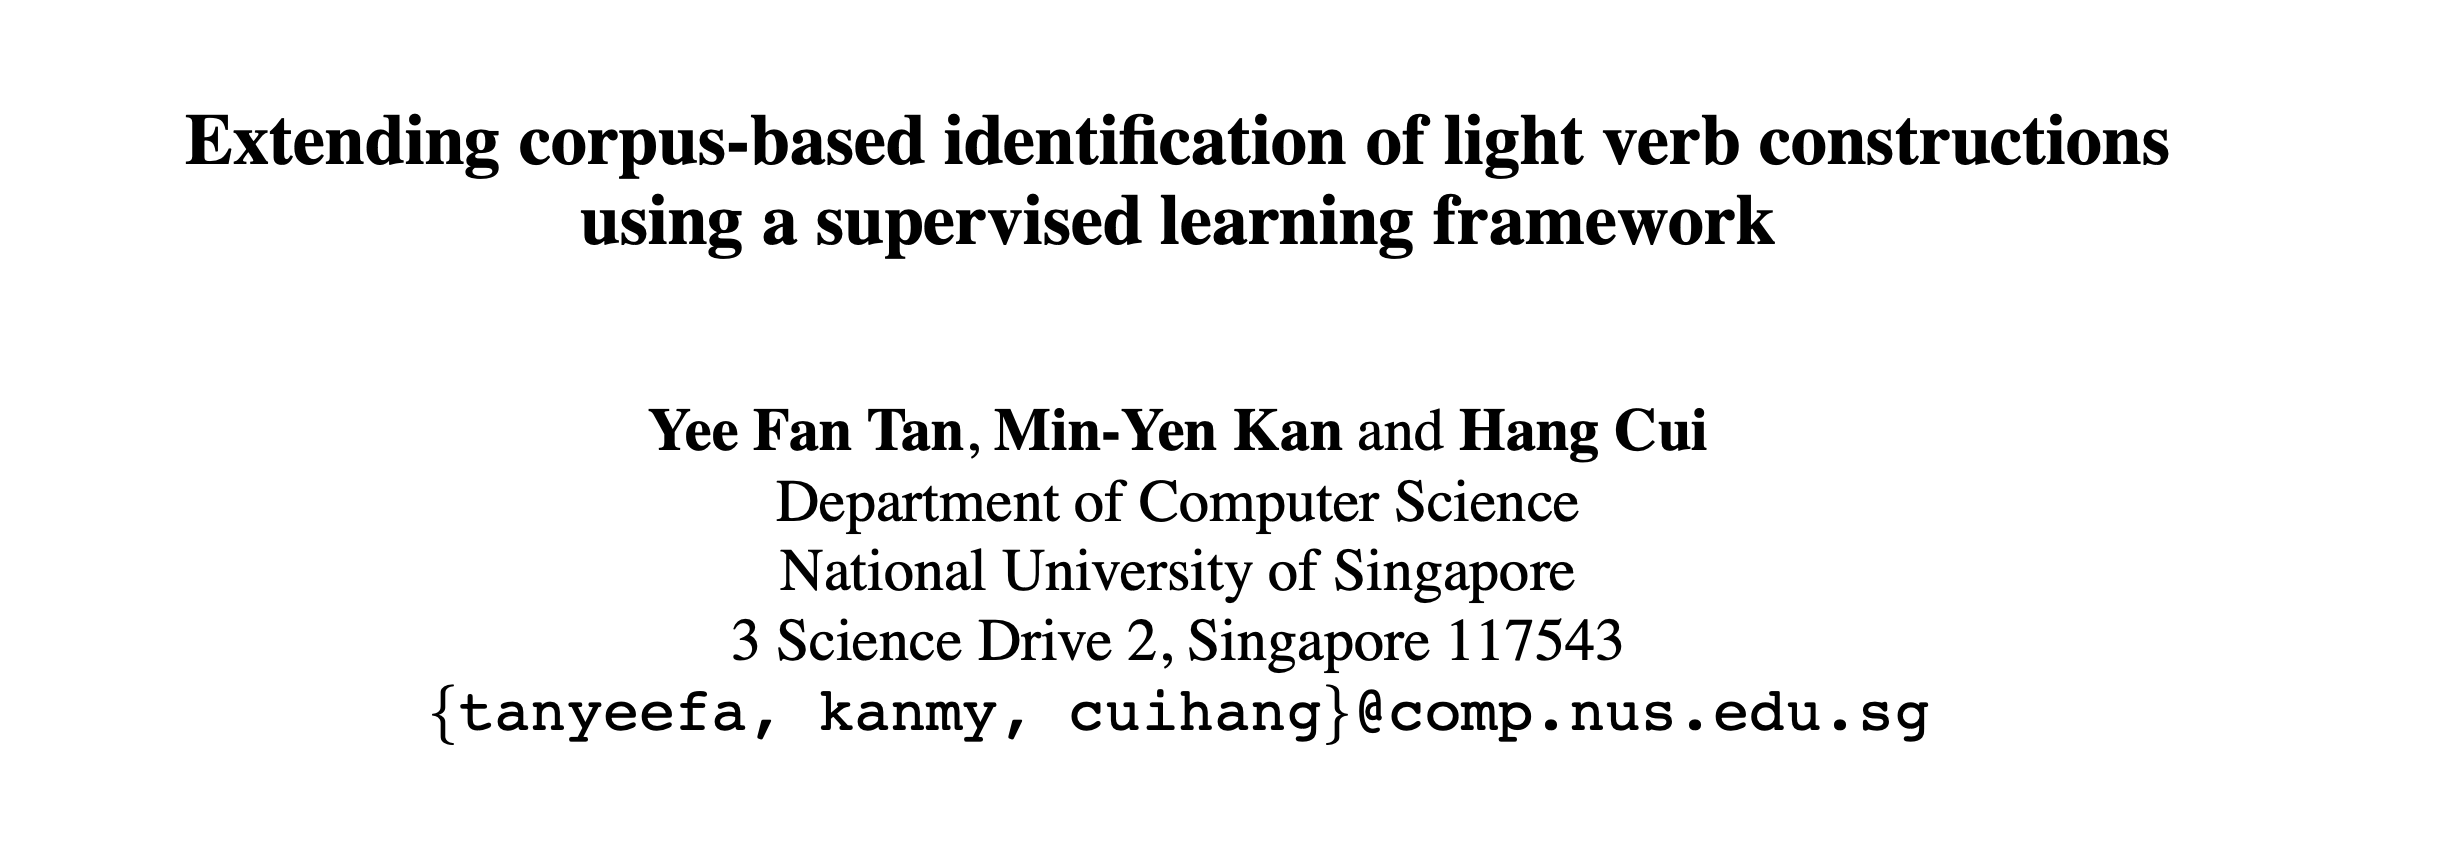 Extending corpus-based identification of light verb constructions
using a supervised learning framework
Yee Fan Tan, Min-Yen Kan and Hang Cui
Department of Computer Science
National University of Singapore
3 Science Drive 2, Singapore 117543
{tanyeefa, kanmy, cuihang}@comp.nus.edu.sg